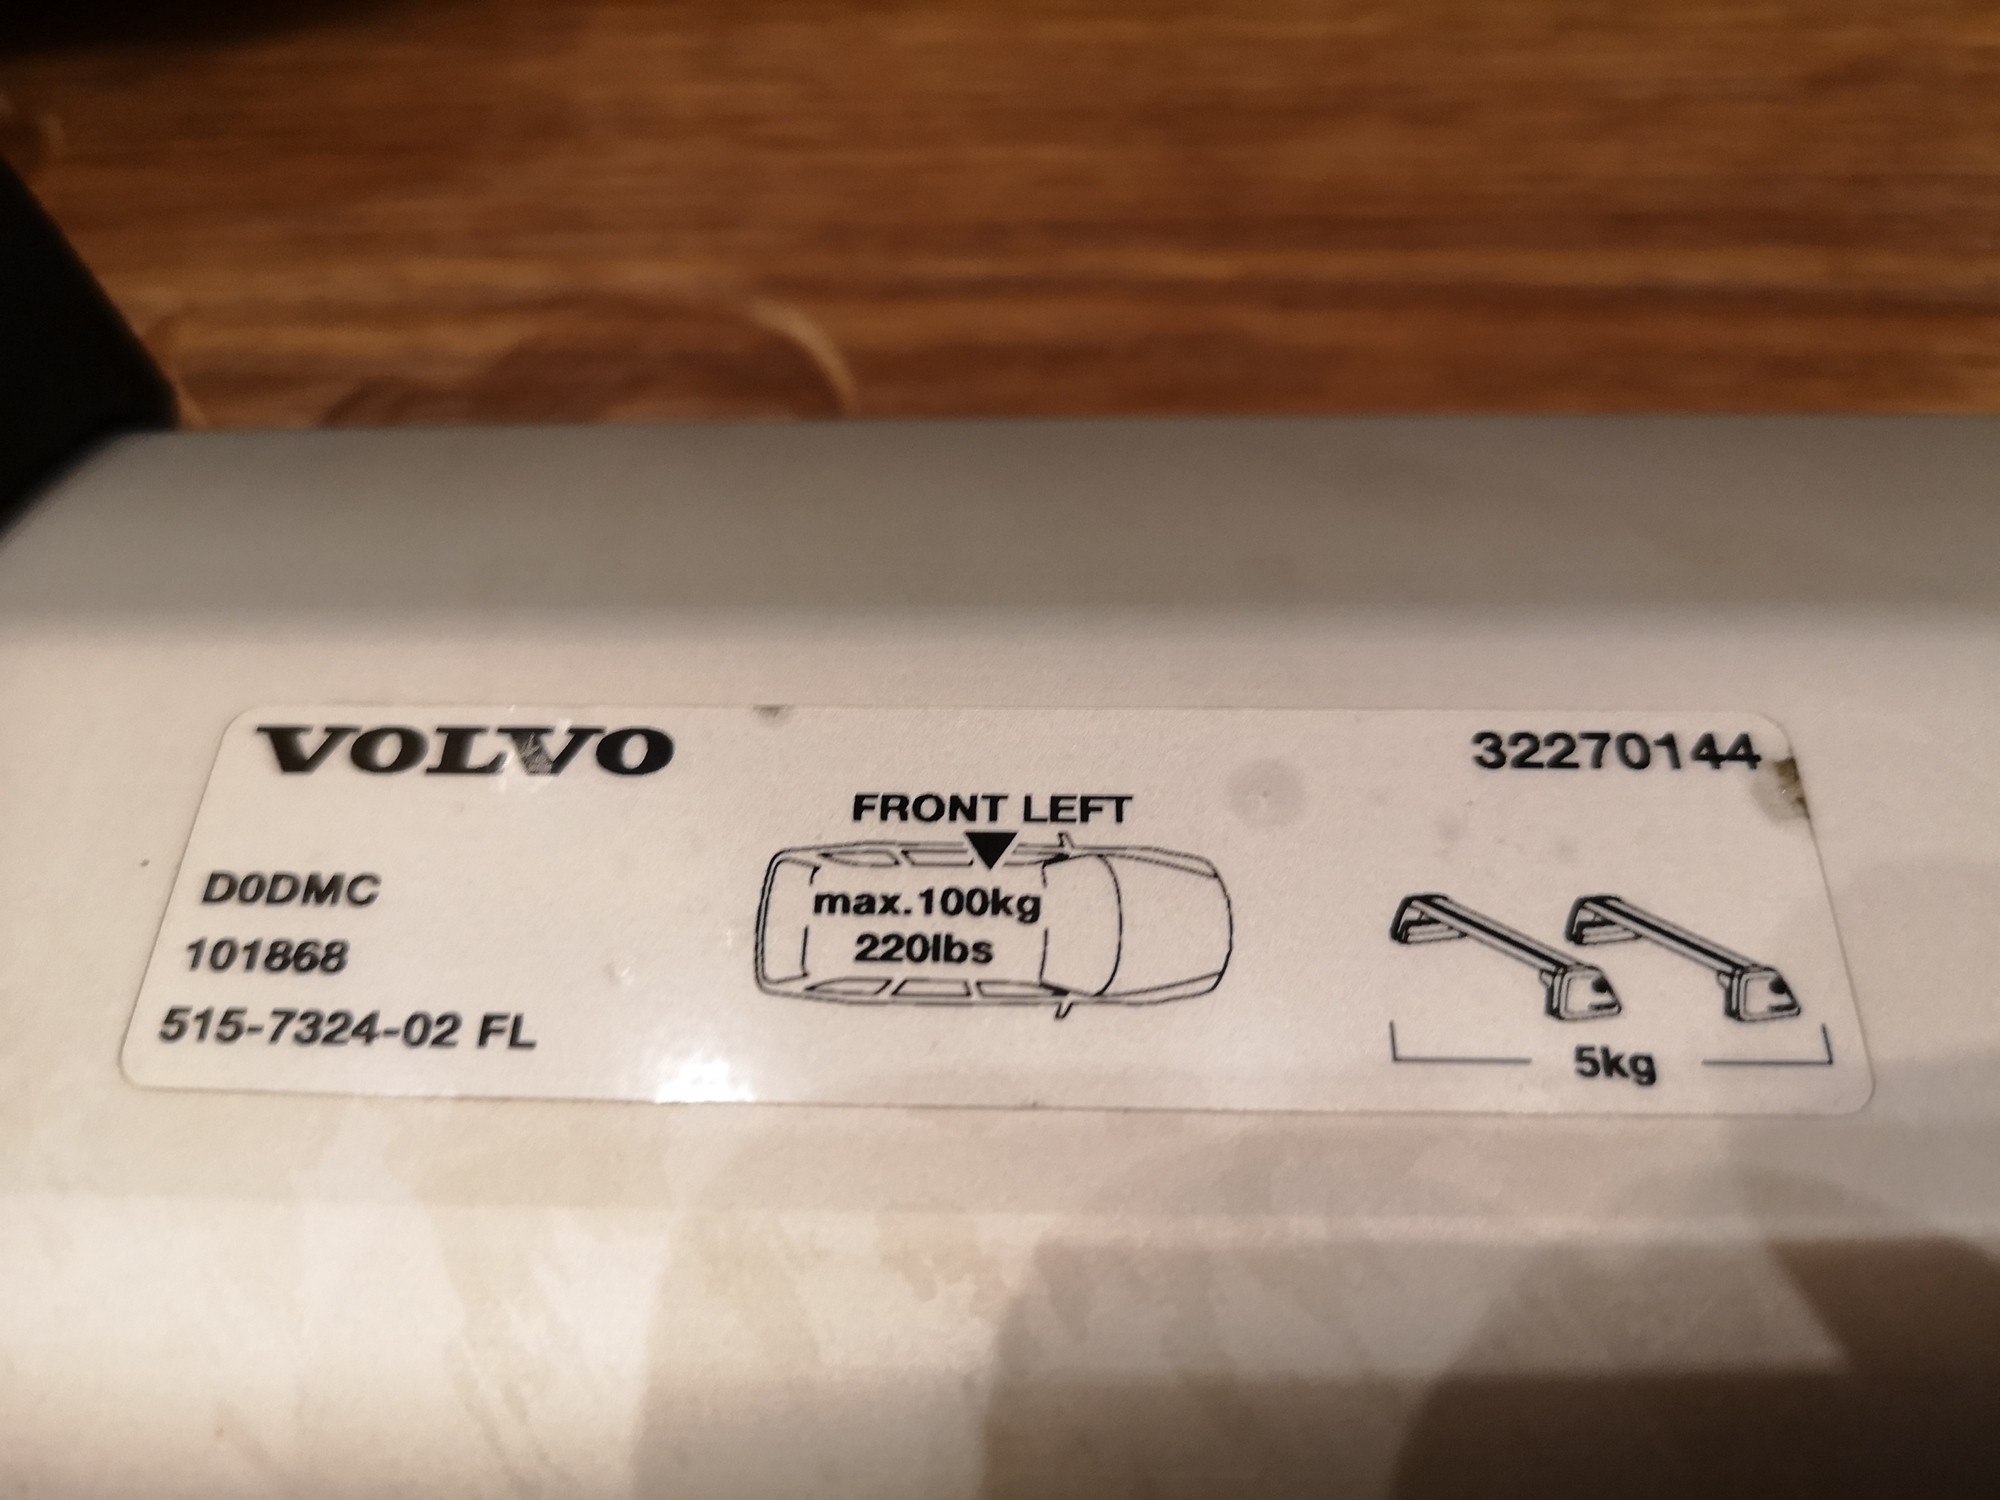 VOLVO
32270144
FRONT LEFT
max.100kg
220lbs
D0DMC
101868
515-7324-02 FL
5kg